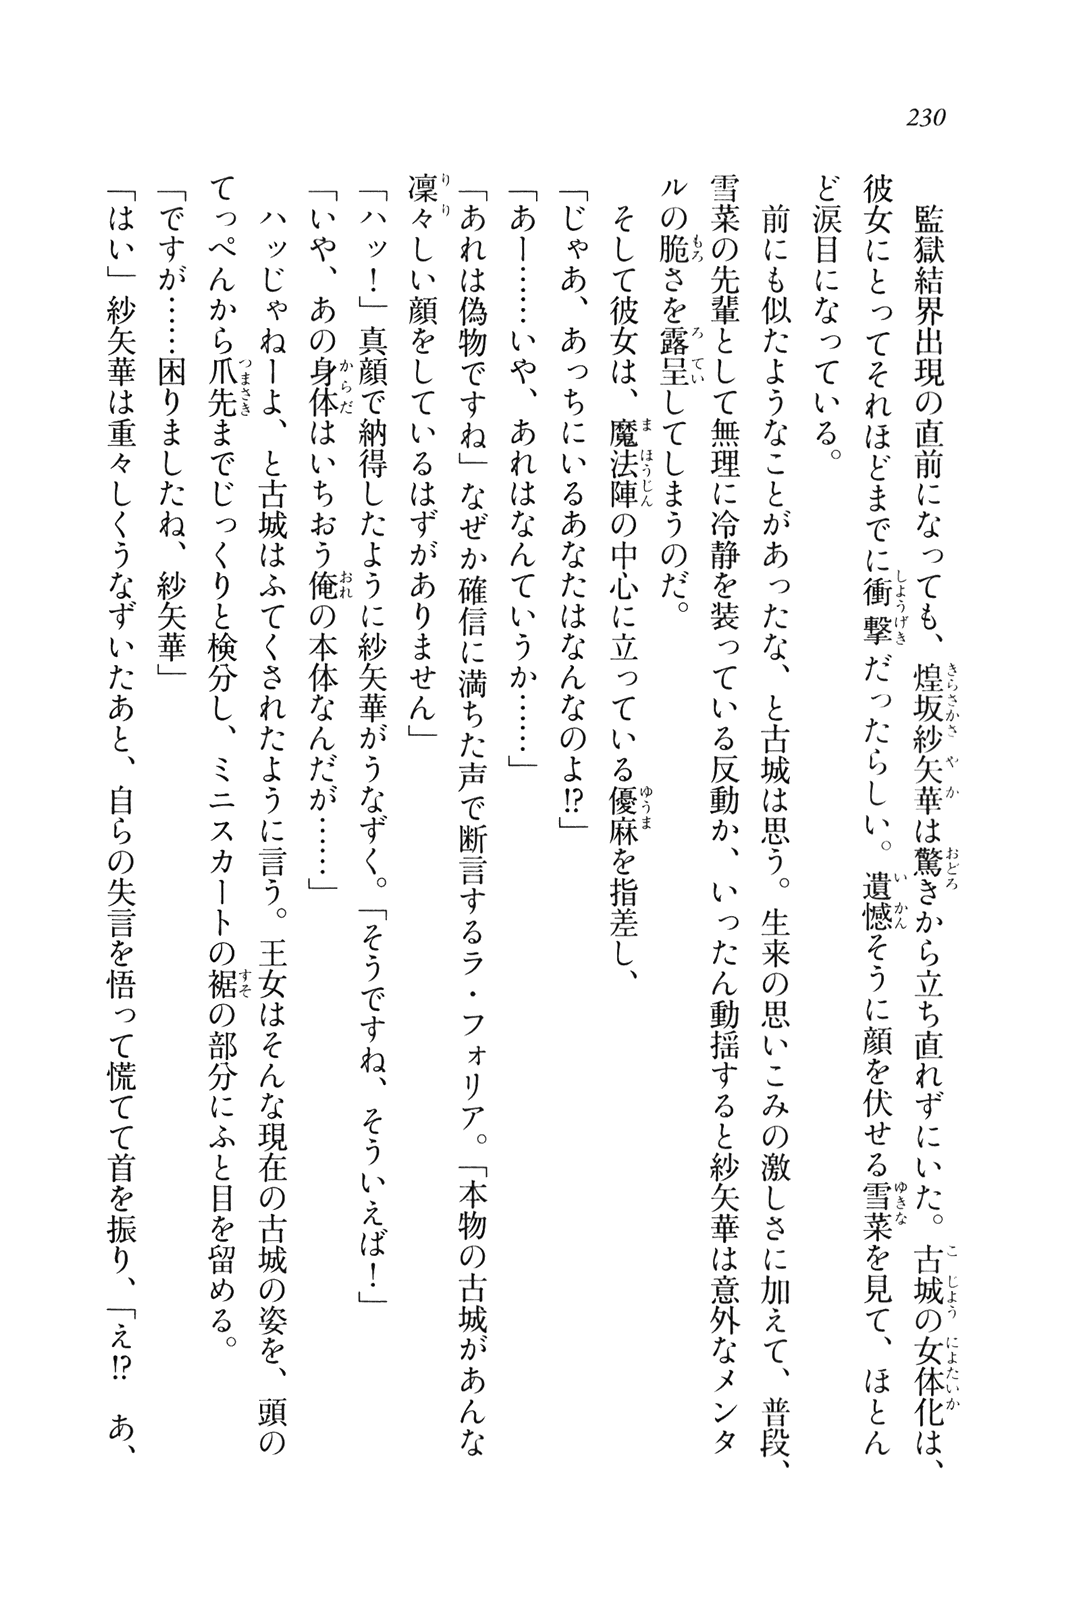 230
監獄結界出現の直前になっても、煌坂紗矢華は驚きから立ち直れずにいた。古城の女体化は、
彼女にとってそれほどまでに衝撃だったらしい。遺憾そうに顔を伏せる雪菜を見て、ほとん
ど涙目になっている。
前にも似たようなことがあったな、と古城は思う。生来の思いこみの激しさに加えて、普段、
雪菜の先輩として無理に冷静を装っている反動か、いったん動揺すると紗矢華は意外なメンタ
ルの脆さを露呈してしまうのだ。
そして彼女は、魔法陣の中心に立っている優麻を指差し、
「じゃあ、あっちにいるあなたはなんなのよ!?」
「あー……いや、あれはなんていうか……」
「あれは偽物ですね」なぜか確信に満ちた声で断言するラ・フォリア。「本物の古城があんな
凜々しい顔をしているはずがありません」
「ハッ！」真顔で納得したように紗矢華がうなずく。「そうですね、そういえば！」
「いや、あの身体はいちおう俺の本体なんだが……」
ハッじゃねーよ、と古城はふてくされたように言う。王女はそんな現在の古城の姿を、頭の
てっぺんから爪先までじっくりと検分し、ミニスカートの裾の部分にふと目を留める。
「ですが……困りましたね、紗矢華」
「はい」紗矢華は重々しくうなずいたあと、自らの失言を悟って慌てて首を振り、「え!?　あ、